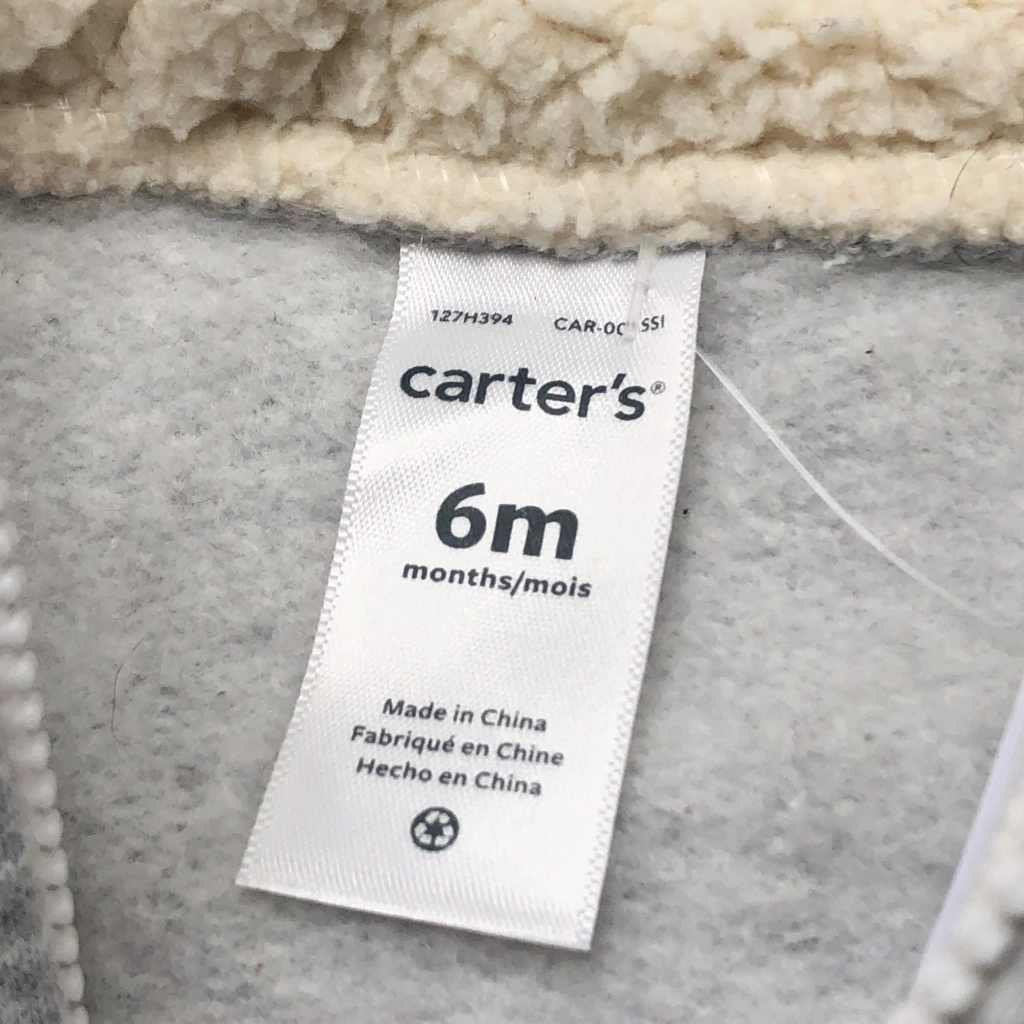 127H394
carter's®
6m
months/mois
Made in China
Fabriqué en Chine
Hecho en China